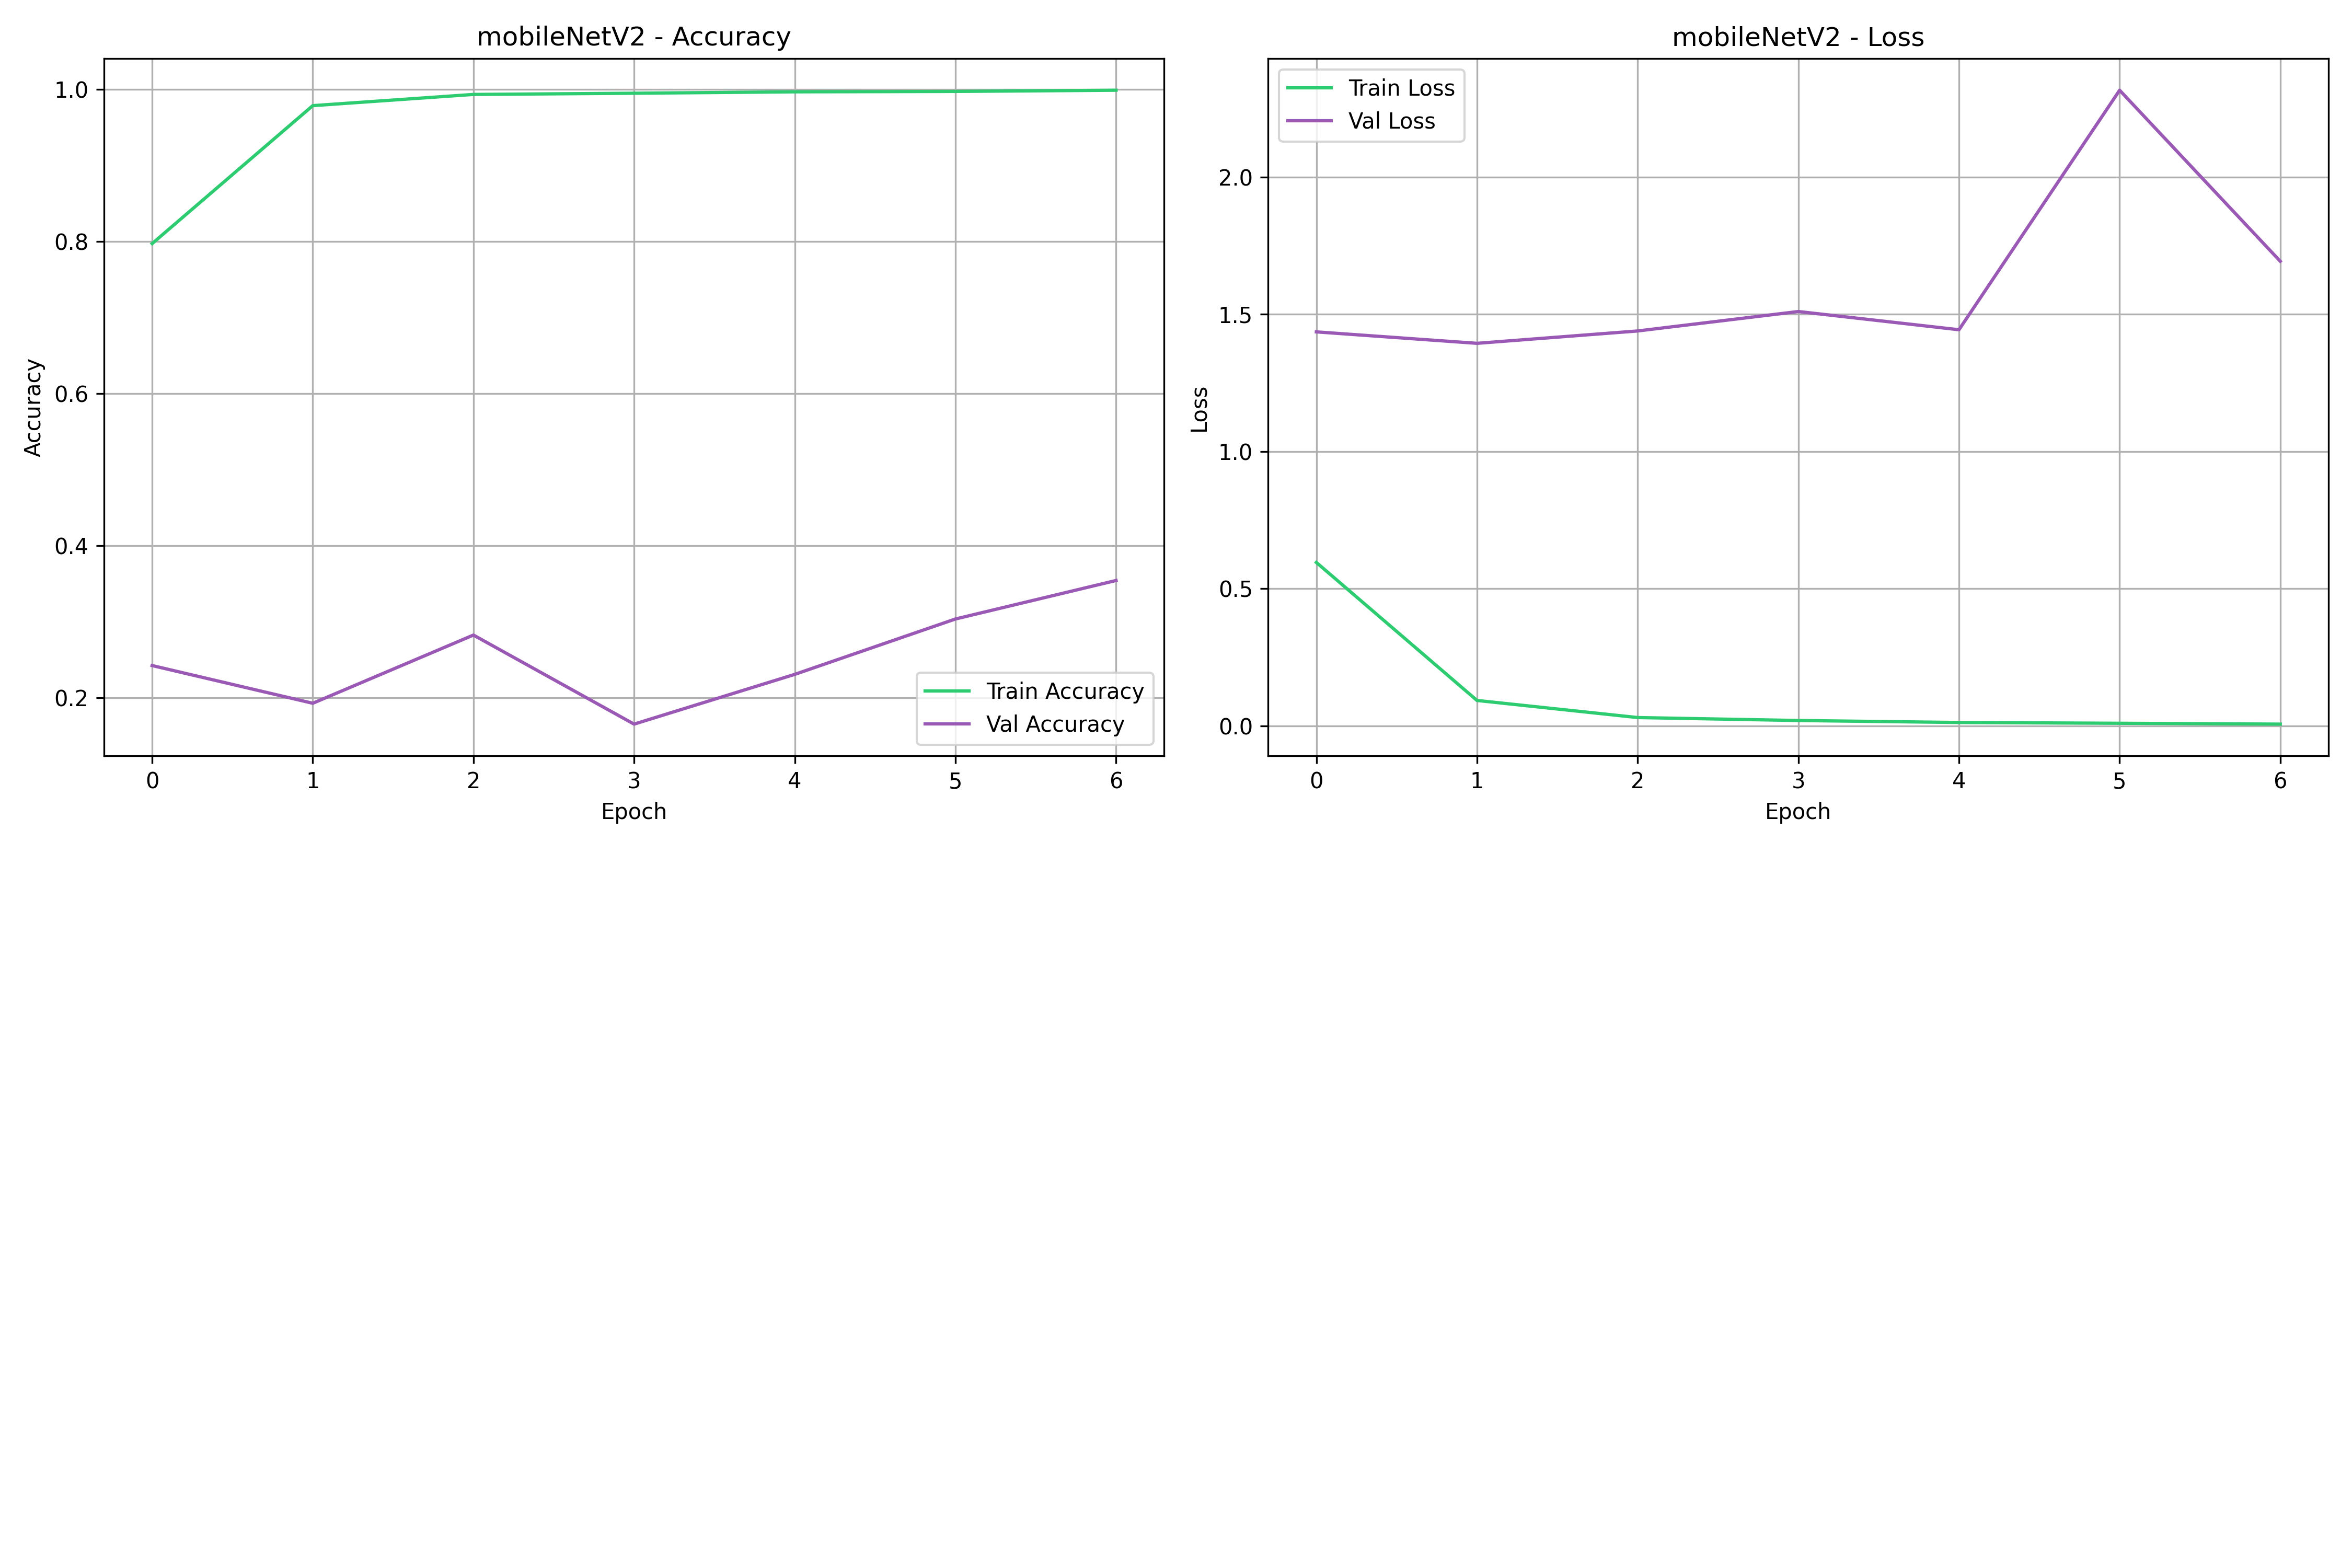 mobileNetV2 - Accuracy
1.0
0.8
0.6
0.4
0.2
Accuracy
Train Accuracy
Val Accuracy
0 1 2 3 4 5 6
Epoch
mobileNetV2 - Loss
Train Loss
Val Loss
2.0
1.5
1.0
0.5
0.0
Loss
0 1 2 3 4 5 6
Epoch